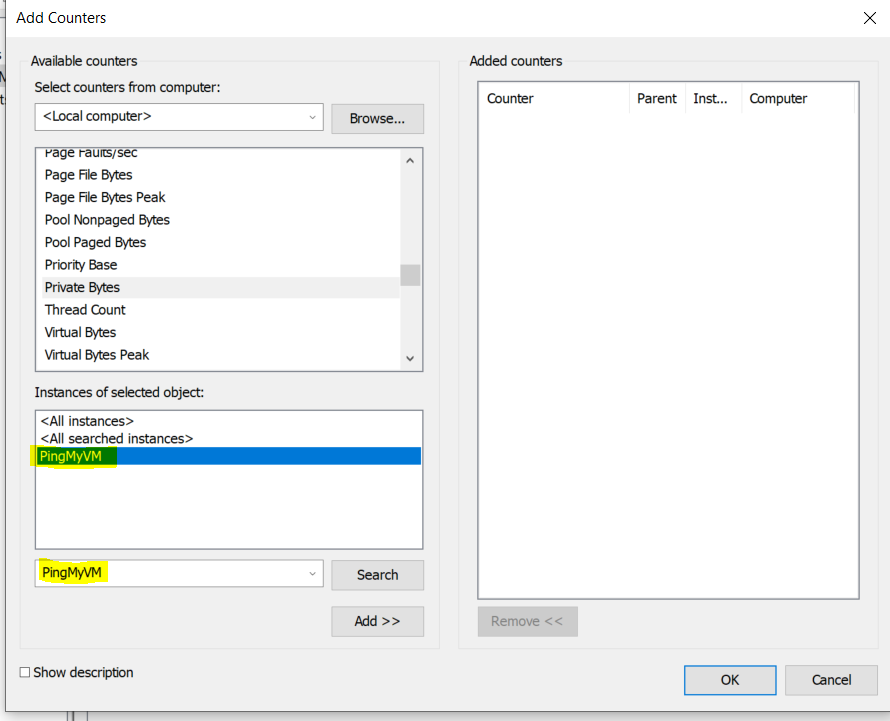 Add Counters
Available counters
Select counters from computer:
<Local computer>
Browse...
Page Faults/sec
Page File Bytes
Page File Bytes Peak
Pool Nonpaged Bytes
Pool Paged Bytes
Priority Base
Private Bytes
Thread Count
Virtual Bytes
Virtual Bytes Peak
Instances of selected object:
<All instances>
<All searched instances>
PingMyVM
PingMyVM
Search
Add >>
Show description
Added counters
Counter Parent Inst... Computer
Remove <<
OK Cancel